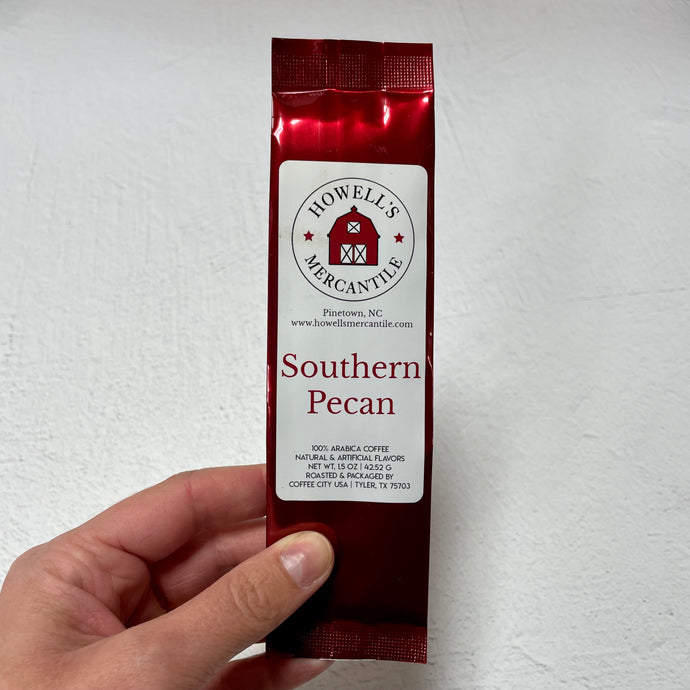 HOWELL'S
MERCANTILE
Pinetown, NC
www.howellsmercantile.com
Southern
Pecan
100% ARABICA COFFEE
NATURAL & ARTIFICIAL FLAVORS
NET WT. 1.5 OZ | 42.52 G
ROASTED & PACKAGED BY
COFFEE CITY USA | TYLER, TX 75703